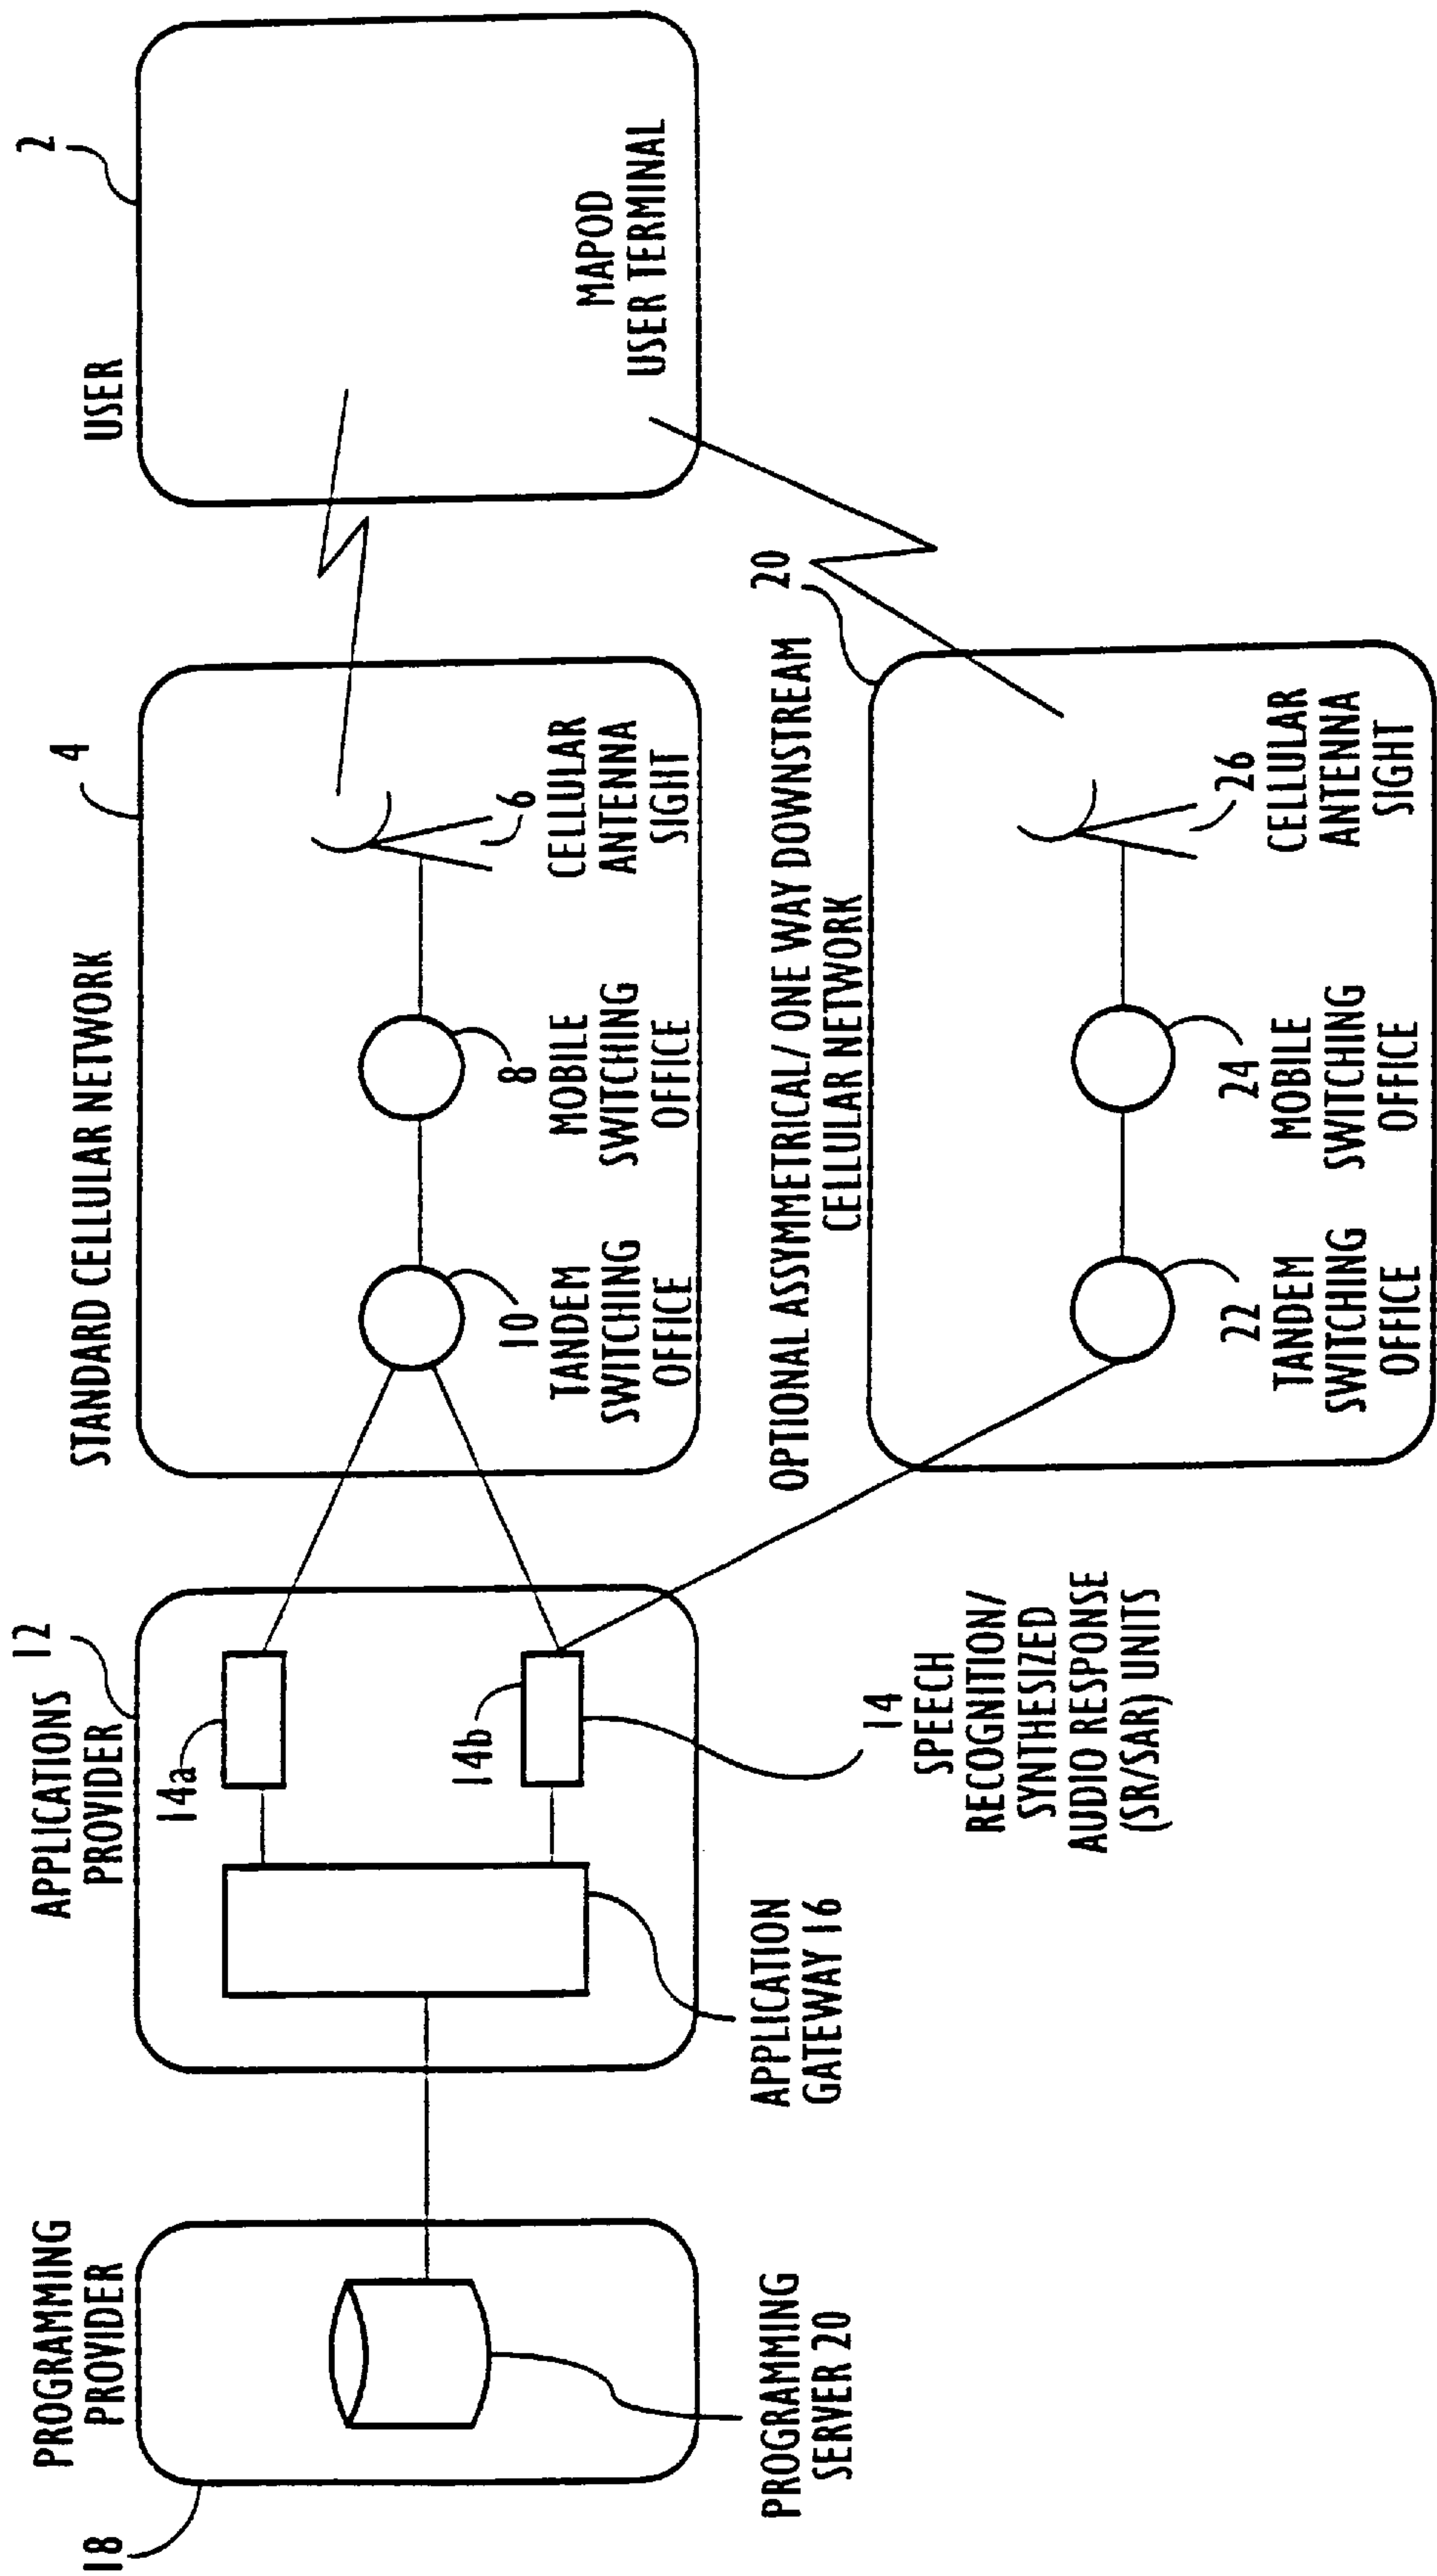 18
PROGRAMMING
PROVIDER
PROGRAMMING
SERVER 20
APPLICATIONS
PROVIDER
12
14a
14b
APPLICATION
GATEWAY 16
14
SPEECH
RECOGNITION/
SYNTHESIZED
AUDIO RESPONSE
(SR/SAR) UNITS
STANDARD CELLULAR NETWORK
4
10
TANDEM
SWITCHING
OFFICE
8
MOBILE
SWITCHING
OFFICE
6
CELLULAR
ANTENNA
SIGHT
OPTIONAL ASSYMETRICAL/ ONE WAY DOWNSTREAM
CELLULAR NETWORK
20
22
TANDEM
SWITCHING
OFFICE
24
MOBILE
SWITCHING
OFFICE
26
CELLULAR
ANTENNA
SIGHT
USER
2
MAPOD
USER TERMINAL